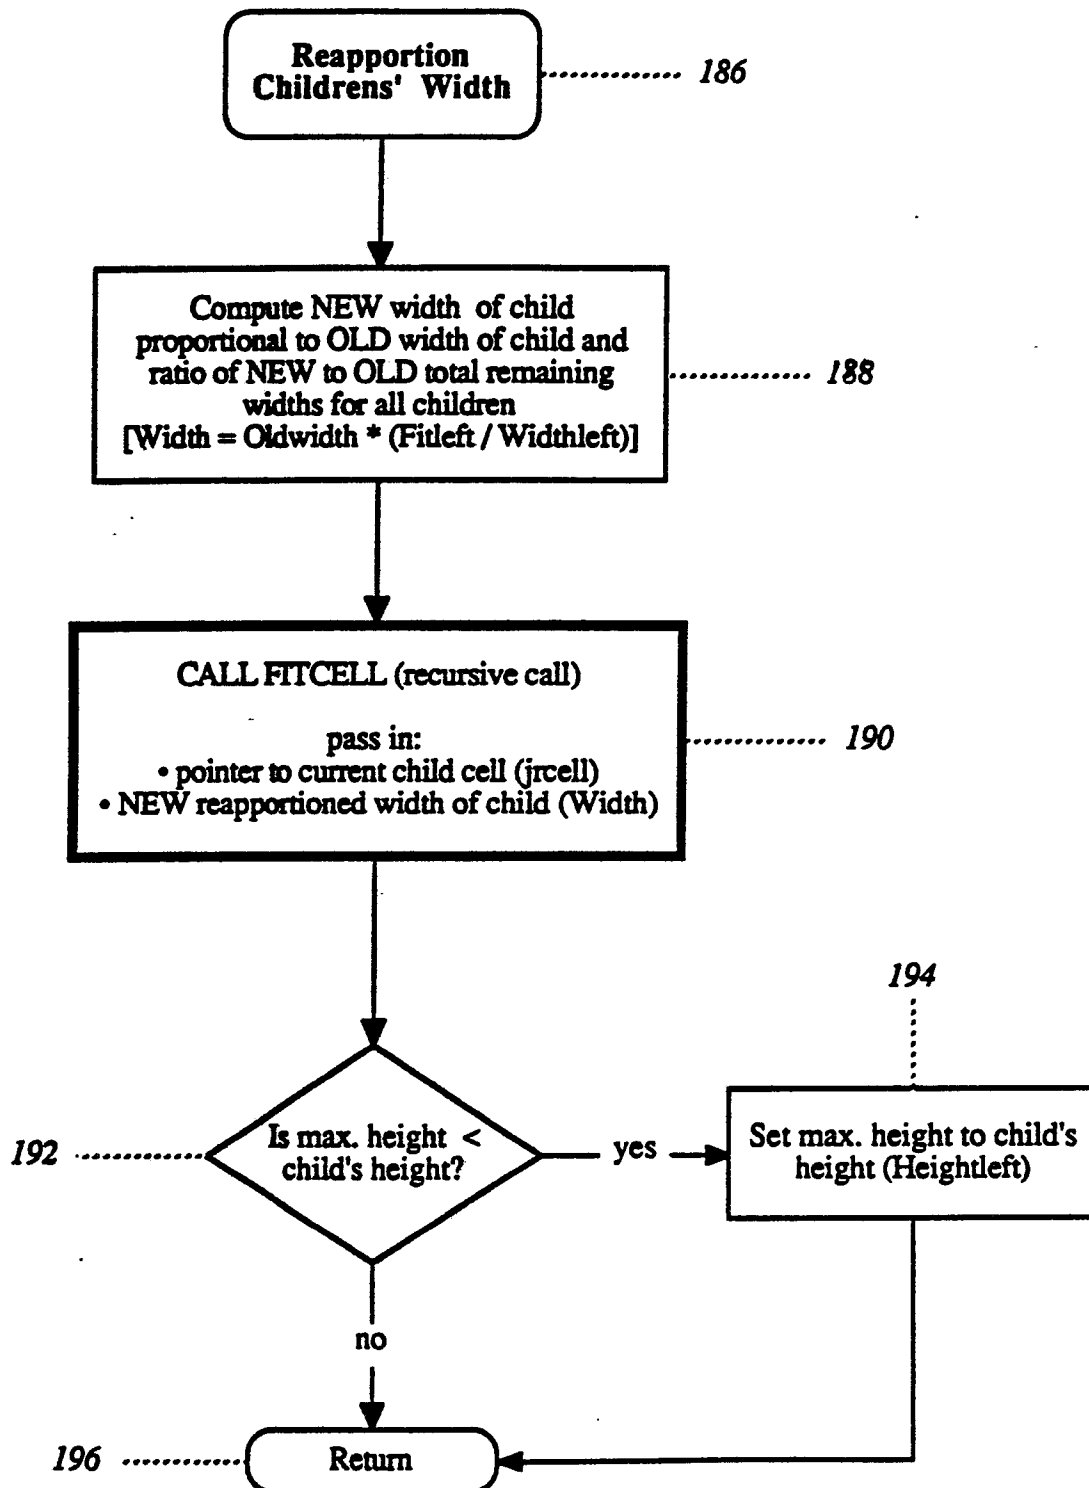 Reapportion
Childrens' Width
186
Compute NEW width of child
proportional to OLD width of child and
ratio of NEW to OLD total remaining
widths for all children
[Width = Oldwidth * (Fitleft / Widthleft)]
188
CALL FITCELL (recursive call)
pass in:
• pointer to current child cell (jrcell)
• NEW reapportioned width of child (Width)
190
194
192
Is max. height <
child's height?
yes
Set max. height to child's
height (Heightleft)
no
196
Return